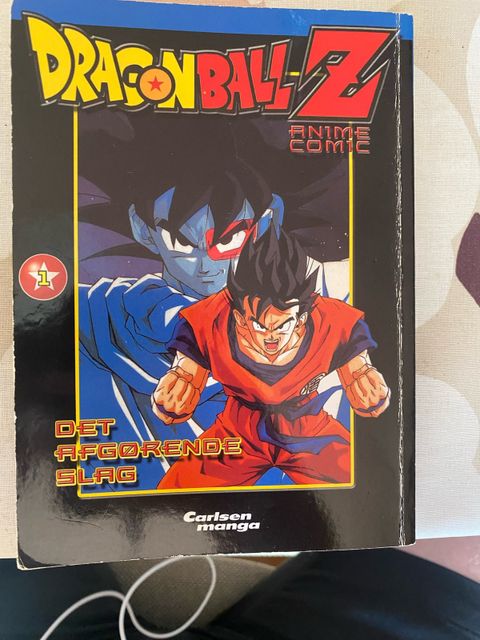 DRAGONBALL-Z
ANIME
COMIC
1
DET
AFGØRENDE
SLAG
Carlsen
manga